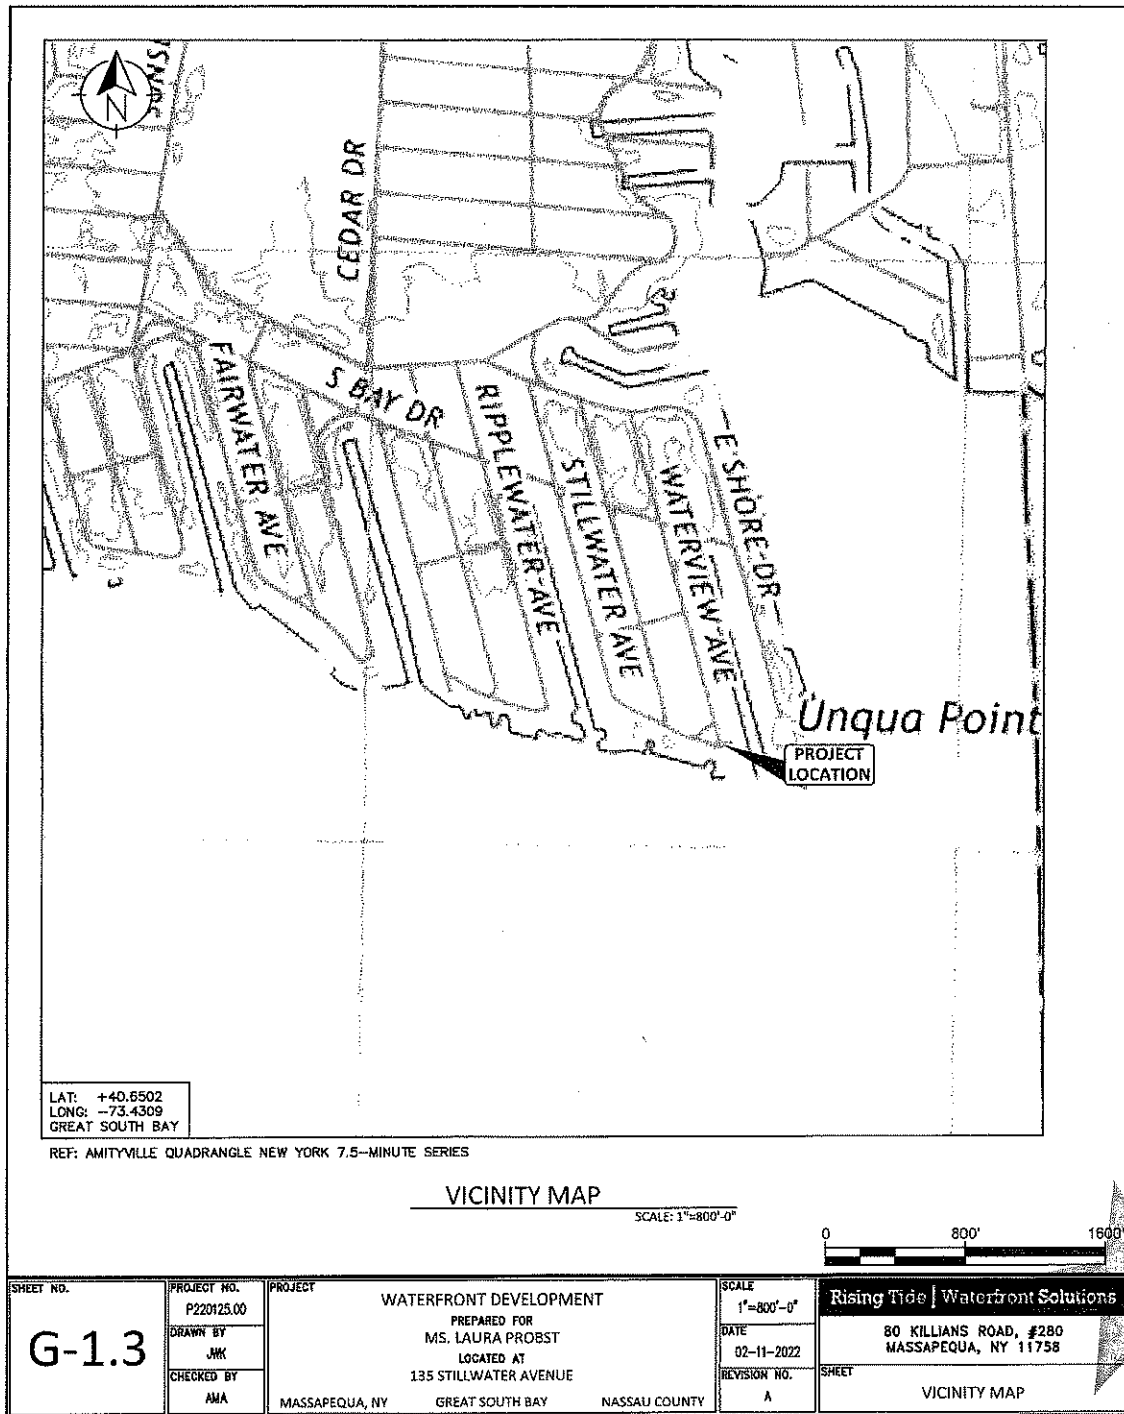 N
CEDAR DR
FAIRWATER AVE
S BAY DR
RIPPLEWATER AVE
STILLWATER AVE
WATERVIEW AVE
E SHORE DR
Unqua Point
PROJECT
LOCATION
LAT: +40.6502
LONG: -73.4309
GREAT SOUTH BAY
REF: AMITYVILLE QUADRANGLE NEW YORK 7.5-MINUTE SERIES
VICINITY MAP
SCALE: 1"=800'-0"
0 800' 1600'
SHEET NO.
G-1.3
PROJECT NO.
P220125.00
DRAWN BY
JWK
CHECKED BY
AMA
PROJECT
WATERFRONT DEVELOPMENT
PREPARED FOR
MS. LAURA PROBST
LOCATED AT
135 STILLWATER AVENUE
MASSAPEQUA, NY GREAT SOUTH BAY NASSAU COUNTY
SCALE
1"=800'-0"
DATE
02-11-2022
REVISION NO.
A
Rising Tide | Waterfront Solutions
80 KILLIANS ROAD, #280
MASSAPEQUA, NY 11758
SHEET
VICINITY MAP